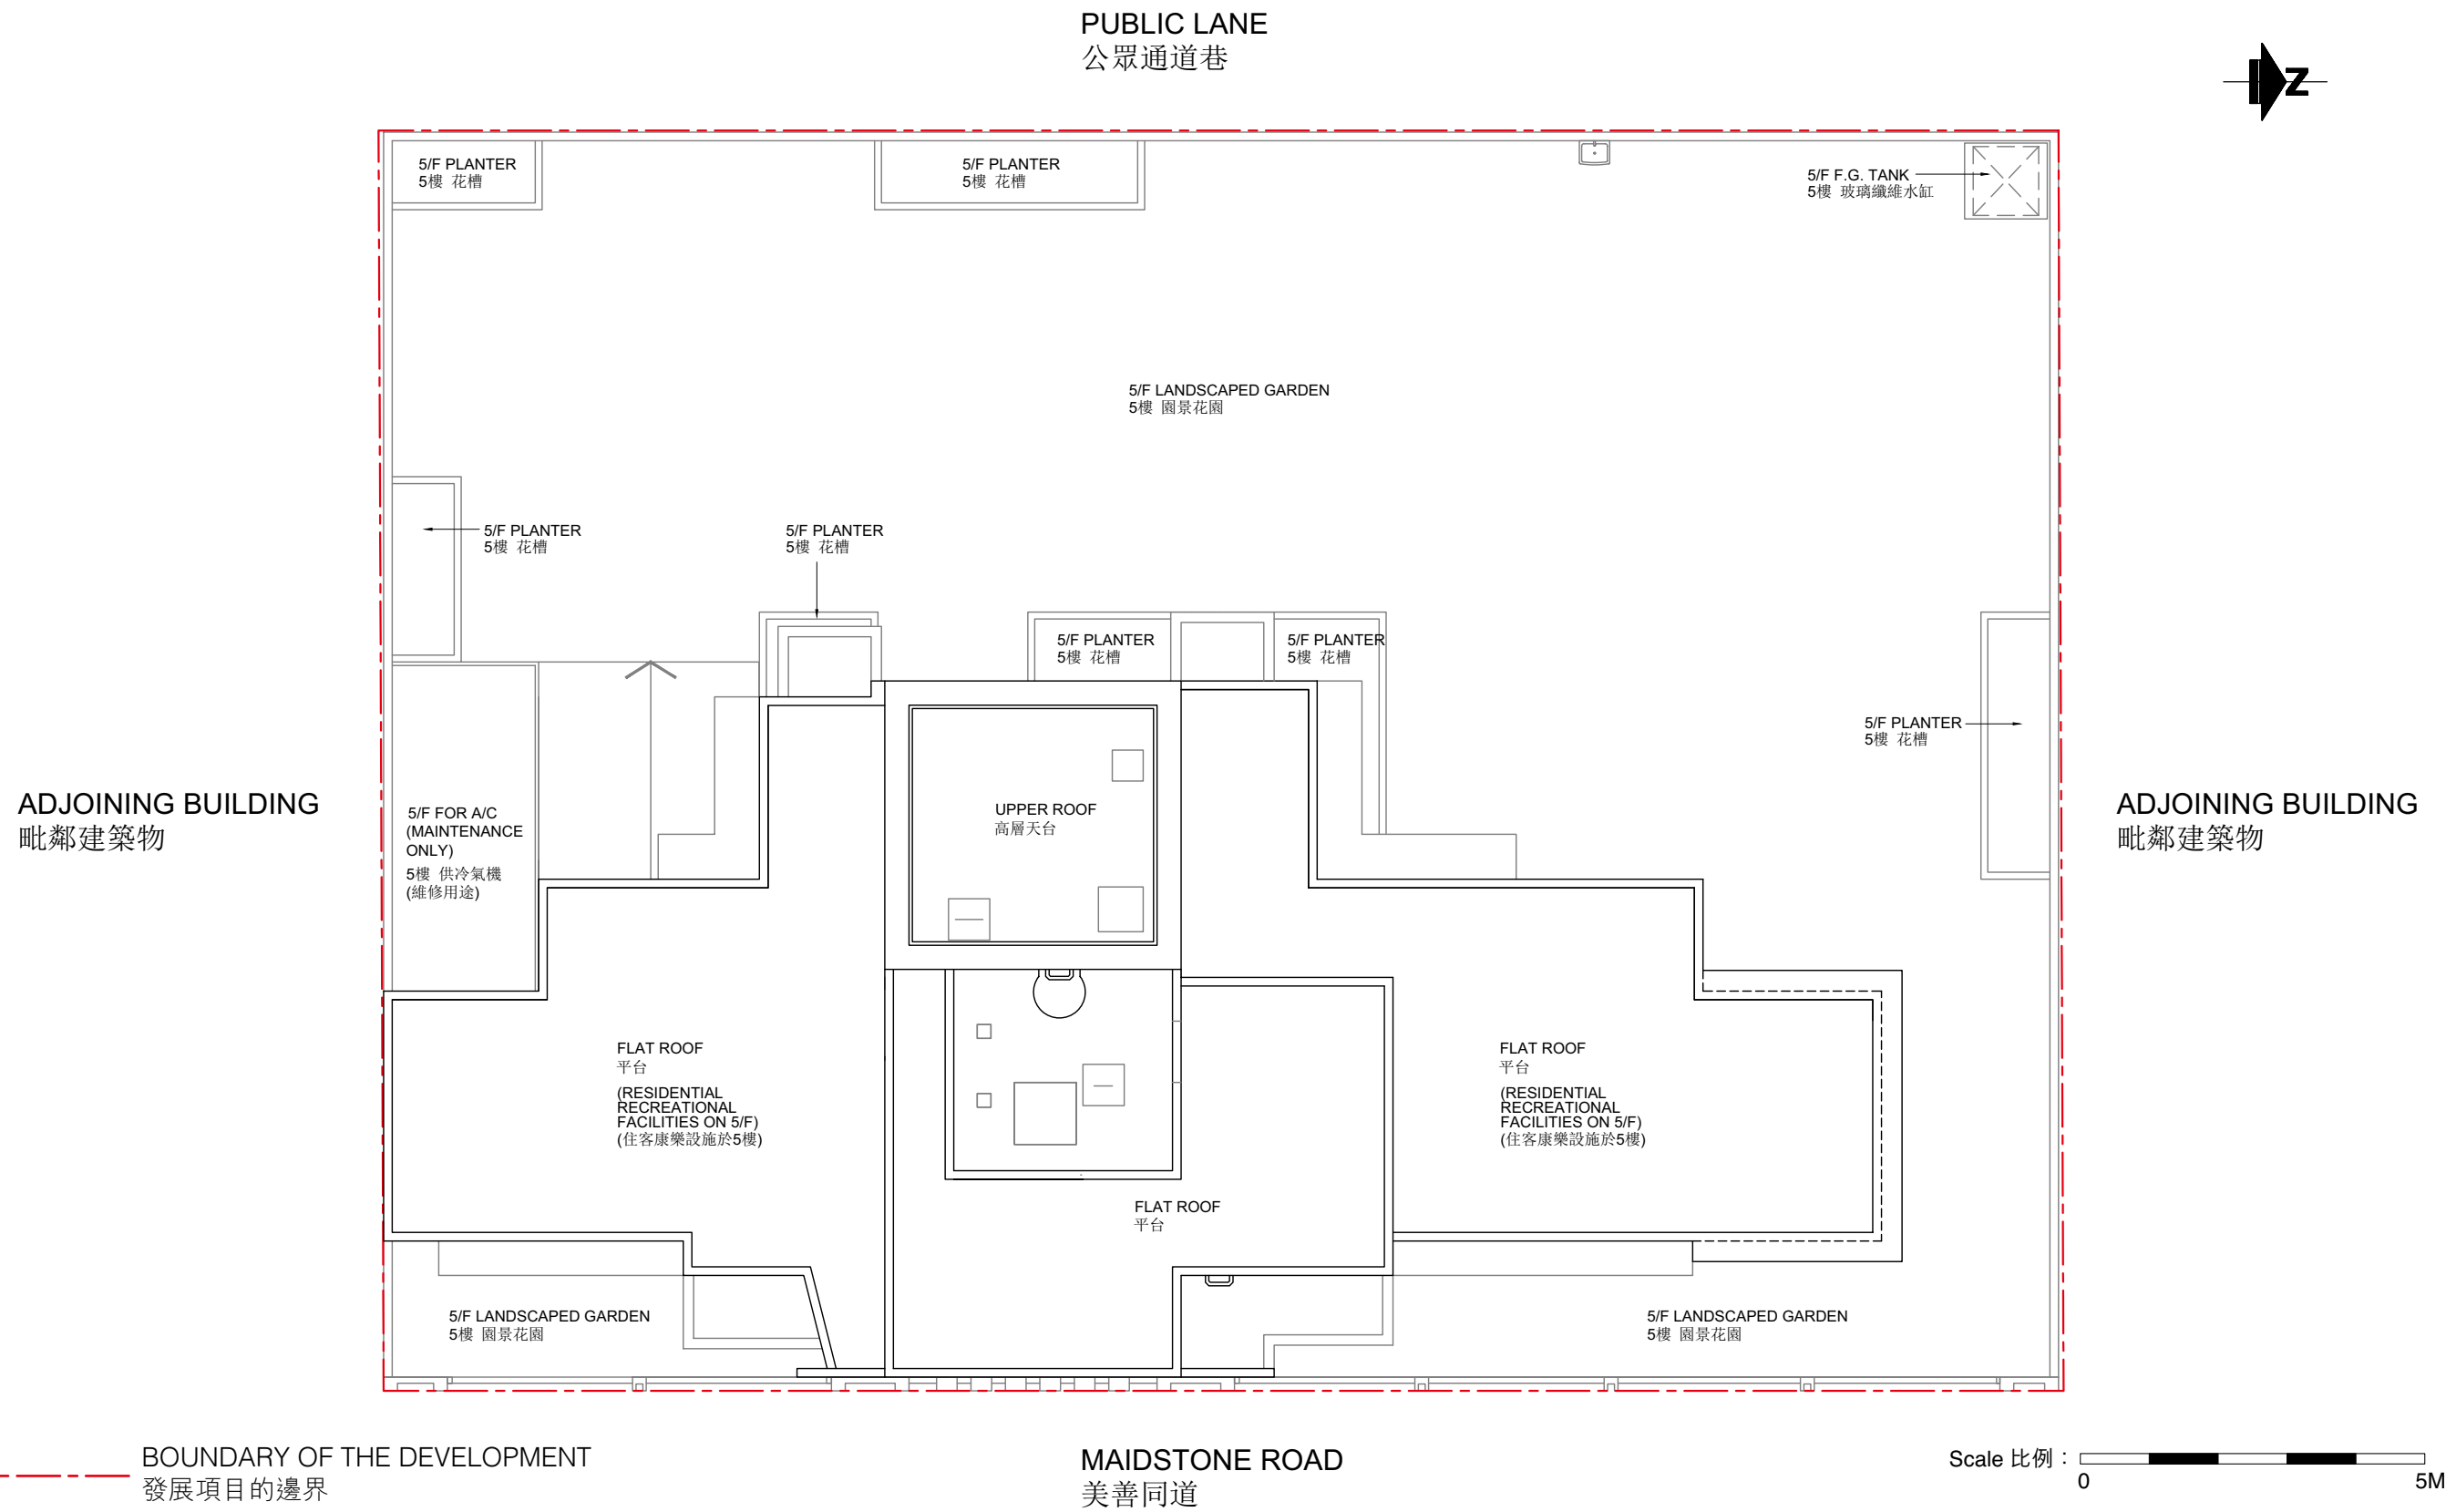 PUBLIC LANE
公眾通道巷
Z
5/F PLANTER
5樓 花槽
5/F PLANTER
5樓 花槽
5/F F.G. TANK
5樓 玻璃纖維水缸
5/F LANDSCAPED GARDEN
5樓 園景花園
5/F PLANTER
5樓 花槽
5/F PLANTER
5樓 花槽
5/F PLANTER
5樓 花槽
5/F PLANTER
5樓 花槽
5/F PLANTER
5樓 花槽
ADJOINING BUILDING
毗鄰建築物
5/F FOR A/C
(MAINTENANCE
ONLY)
5樓 供冷氣機
(維修用途)
UPPER ROOF
高層天台
ADJOINING BUILDING
毗鄰建築物
FLAT ROOF
平台
(RESIDENTIAL
RECREATIONAL
FACILITIES ON 5/F)
(住客康樂設施於5樓)
FLAT ROOF
平台
(RESIDENTIAL
RECREATIONAL
FACILITIES ON 5/F)
(住客康樂設施於5樓)
FLAT ROOF
平台
5/F LANDSCAPED GARDEN
5樓 園景花園
5/F LANDSCAPED GARDEN
5樓 園景花園
BOUNDARY OF THE DEVELOPMENT
發展項目的邊界
MAIDSTONE ROAD
美善同道
Scale 比例：
0 5M